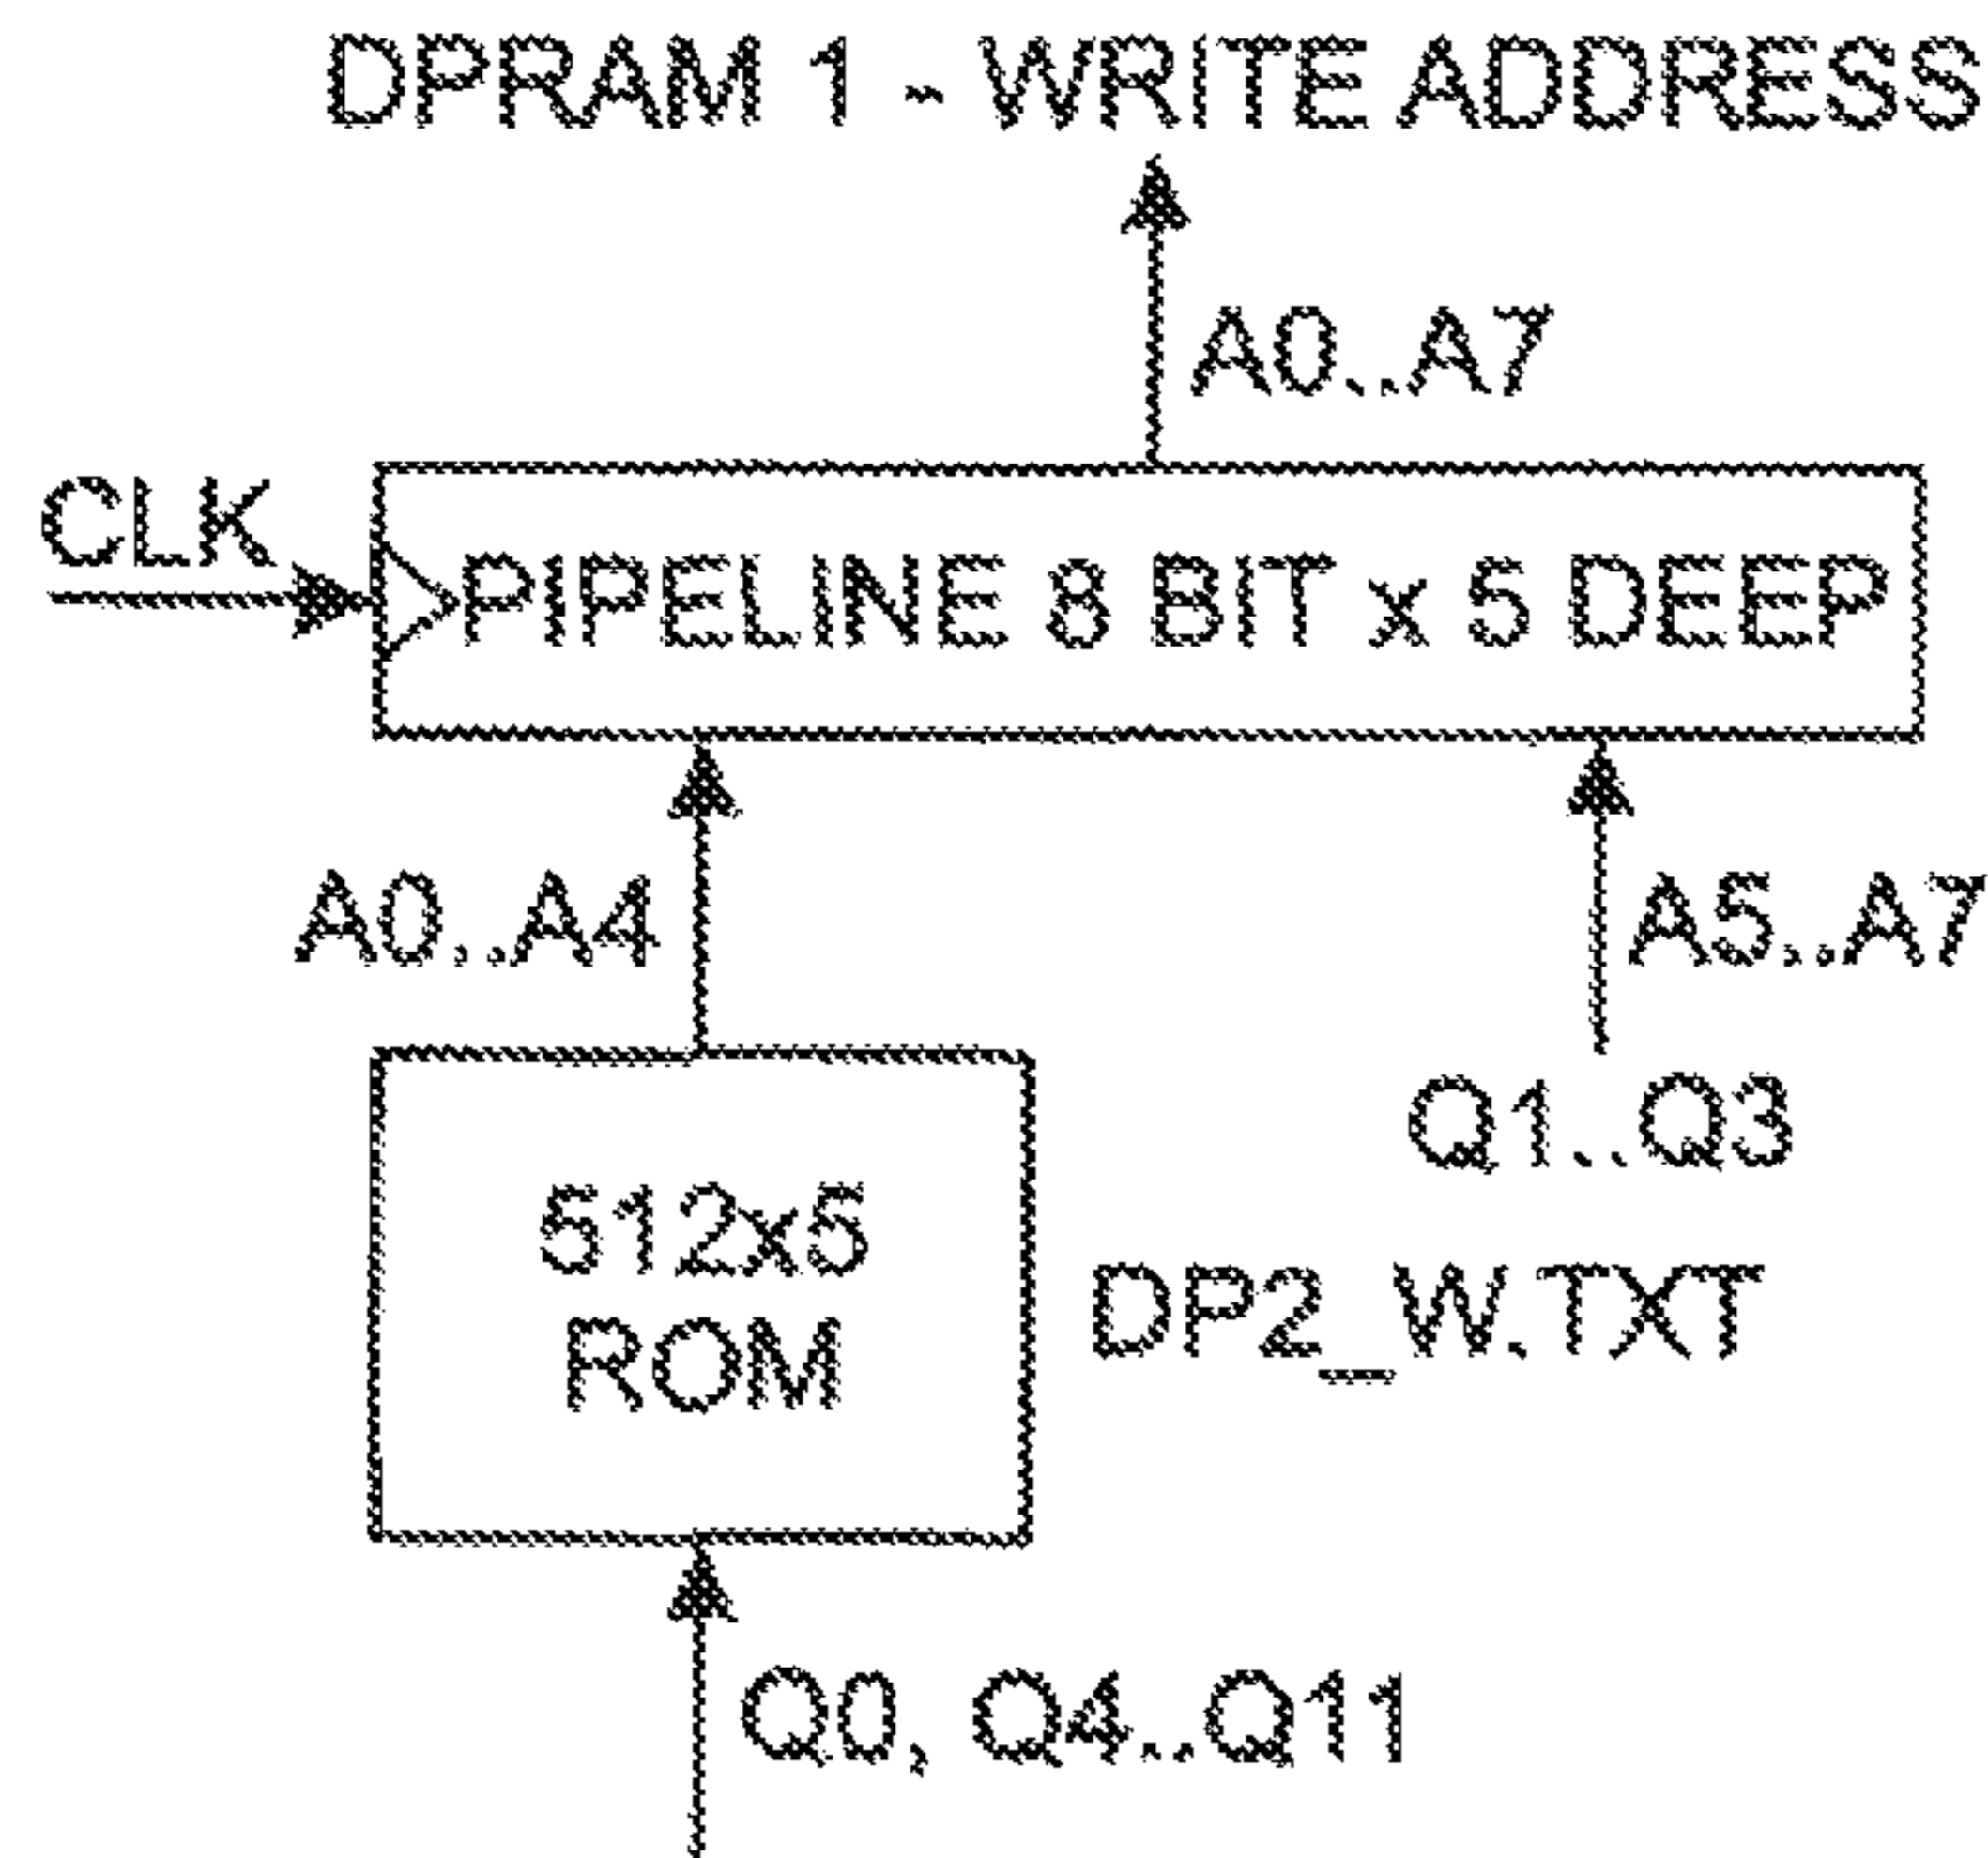 DPRAM 1 - WRITE ADDRESS
A0..A7
CLK
PIPELINE 8 BIT x 5 DEEP
A0..A4
A5..A7
Q1..Q3
512x5
ROM
DP2_W.TXT
Q0, Q4..Q11